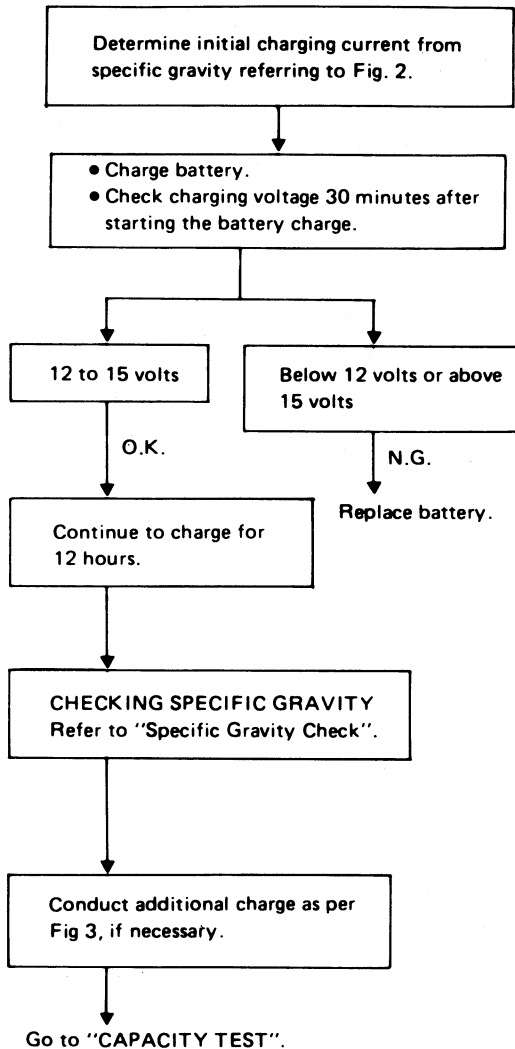 Determine initial charging current from
specific gravity referring to Fig. 2.
● Charge battery.
● Check charging voltage 30 minutes after
starting the battery charge.
12 to 15 volts
Below 12 volts or above
15 volts
O.K.
N.G.
Replace battery.
Continue to charge for
12 hours.
CHECKING SPECIFIC GRAVITY
Refer to "Specific Gravity Check".
Conduct additional charge as per
Fig 3, if necessary.
Go to "CAPACITY TEST".